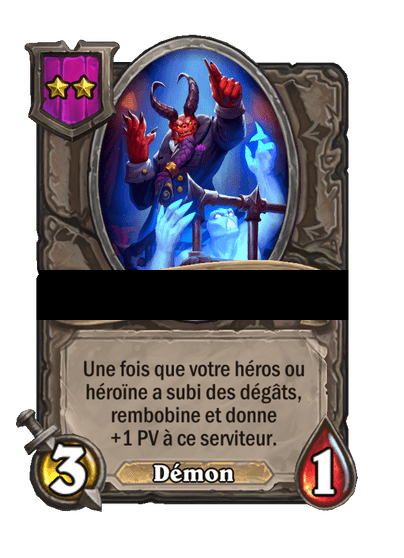 Une fois que votre héros ou
héroïne a subi des dégâts,
rembobine et donne
+1 PV à ce serviteur.
3
Démon
1